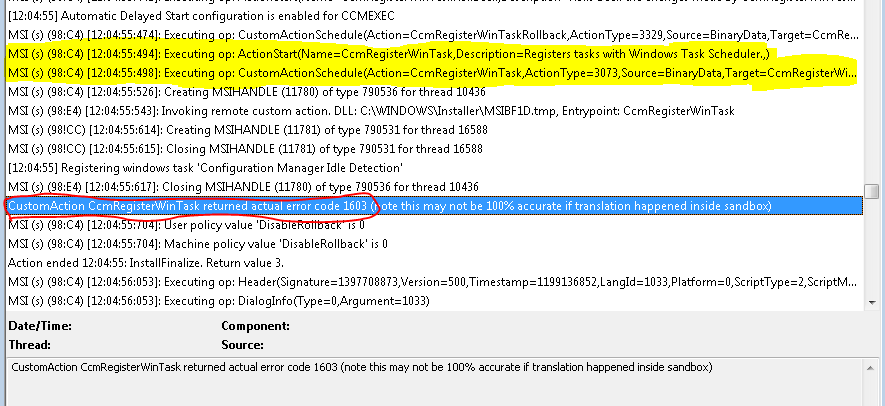 [12:04:55] Automatic Delayed Start configuration is enabled for CCMEXEC
MSI (s) (98:C4) [12:04:55:474]: Executing op: CustomActionSchedule(Action=CcmRegisterWinTaskRollback,ActionType=3329,Source=BinaryData,Target=CcmRe...
MSI (s) (98:C4) [12:04:55:494]: Executing op: ActionStart(Name=CcmRegisterWinTask,Description=Registers tasks with Windows Task Scheduler.,)
MSI (s) (98:C4) [12:04:55:498]: Executing op: CustomActionSchedule(Action=CcmRegisterWinTask,ActionType=3073,Source=BinaryData,Target=CcmRegisterWi...
MSI (s) (98:C4) [12:04:55:526]: Creating MSIHANDLE (11780) of type 790536 for thread 10436
MSI (s) (98:E4) [12:04:55:543]: Invoking remote custom action. DLL: C:\WINDOWS\Installer\MSIBF1D.tmp, Entrypoint: CcmRegisterWinTask
MSI (s) (98!CC) [12:04:55:614]: Creating MSIHANDLE (11781) of type 790531 for thread 16588
MSI (s) (98!CC) [12:04:55:615]: Closing MSIHANDLE (11781) of type 790531 for thread 16588
[12:04:55] Registering windows task 'Configuration Manager Idle Detection'
MSI (s) (98:E4) [12:04:55:617]: Closing MSIHANDLE (11780) of type 790536 for thread 10436
CustomAction CcmRegisterWinTask returned actual error code 1603 (note this may not be 100% accurate if translation happened inside sandbox)
MSI (s) (98:C4) [12:04:55:704]: User policy value 'DisableRollback' is 0
MSI (s) (98:C4) [12:04:55:704]: Machine policy value 'DisableRollback' is 0
Action ended 12:04:55: InstallFinalize. Return value 3.
MSI (s) (98:C4) [12:04:56:053]: Executing op: Header(Signature=1397708873,Version=500,Timestamp=1199136852,LangId=1033,Platform=0,ScriptType=2,ScriptM...
MSI (s) (98:C4) [12:04:56:053]: Executing op: DialogInfo(Type=0,Argument=1033)
Date/Time: Component:
Thread: Source:
CustomAction CcmRegisterWinTask returned actual error code 1603 (note this may not be 100% accurate if translation happened inside sandbox)